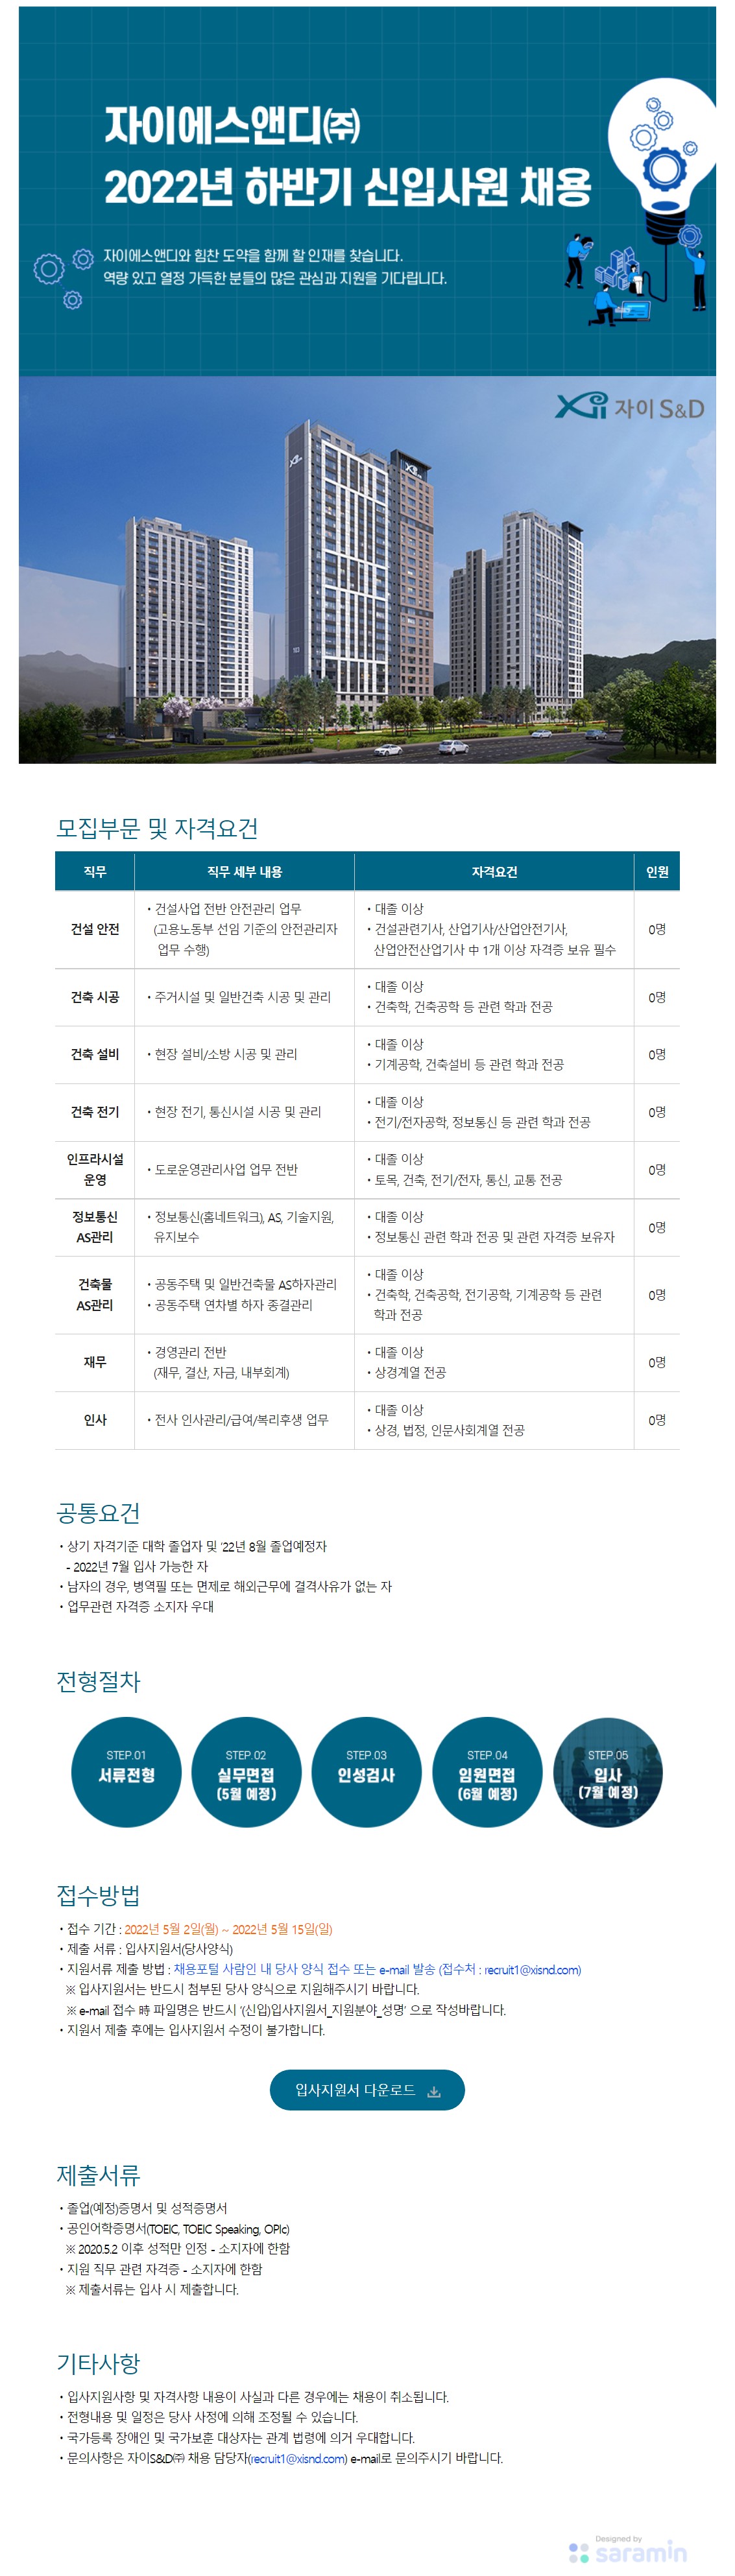 자이에스앤디㈜
2022년 하반기 신입사원 채용
자이에스앤디와 힘찬 도약을 함께 할 인재를 찾습니다.
역량 있고 열정 가득한 분들의 많은 관심과 지원을 기다립니다.
Xi 자이 S&D
모집부문 및 자격요건
직무 직무 세부 내용 자격요건 인원
건설 안전
• 건설사업 전반 안전관리 업무
(고용노동부 선임 기준의 안전관리자
업무 수행)
• 대졸 이상
• 건설관련기사, 산업기사/산업안전기사,
산업안전산업기사 中 1개 이상 자격증 보유 필수
0명
건축 시공
• 주거시설 및 일반건축 시공 및 관리
• 대졸 이상
• 건축학, 건축공학 등 관련 학과 전공
0명
건축 설비
• 현장 설비/소방 시공 및 관리
• 대졸 이상
• 기계공학, 건축설비 등 관련 학과 전공
0명
건축 전기
• 현장 전기, 통신시설 시공 및 관리
• 대졸 이상
• 전기/전자공학, 정보통신 등 관련 학과 전공
0명
인프라시설
운영
• 도로운영관리사업 업무 전반
• 대졸 이상
• 토목, 건축, 전기/전자, 통신, 교통 전공
0명
정보통신
AS관리
• 정보통신(홈네트워크), AS, 기술지원,
유지보수
• 대졸 이상
• 정보통신 관련 학과 전공 및 관련 자격증 보유자
0명
건축물
AS관리
• 공동주택 및 일반건축물 AS하자관리
• 공동주택 연차별 하자 종결관리
• 대졸 이상
• 건축학, 건축공학, 전기공학, 기계공학 등 관련
학과 전공
0명
재무
• 경영관리 전반
(재무, 결산, 자금, 내부회계)
• 대졸 이상
• 상경계열 전공
0명
인사
• 전사 인사관리/급여/복리후생 업무
• 대졸 이상
• 상경, 법정, 인문사회계열 전공
0명
공통요건
• 상기 자격기준 대학 졸업자 및 '22년 8월 졸업예정자
- 2022년 7월 입사 가능한 자
• 남자의 경우, 병역필 또는 면제로 해외근무에 결격사유가 없는 자
• 업무관련 자격증 소지자 우대
전형절차
STEP.01
서류전형
STEP.02
실무면접
(5월 예정)
STEP.03
인성검사
STEP.04
임원면접
(6월 예정)
STEP.05
입사
(7월 예정)
접수방법
• 접수 기간 : 2022년 5월 2일(월) ~ 2022년 5월 15일(일)
• 제출 서류 : 입사지원서(당사양식)
• 지원서류 제출 방법 : 채용포털 사람인 내 당사 양식 접수 또는 e-mail 발송 (접수처 : recruit1@xisnd.com)
※ 입사지원서는 반드시 첨부된 당사 양식으로 지원해주시기 바랍니다.
※ e-mail 접수 時 파일명은 반드시 '(신입)입사지원서_지원분야_성명' 으로 작성바랍니다.
• 지원서 제출 후에는 입사지원서 수정이 불가합니다.
입사지원서 다운로드
제출서류
• 졸업(예정)증명서 및 성적증명서
• 공인어학증명서(TOEIC, TOEIC Speaking, OPIc)
※ 2020.5.2 이후 성적만 인정 - 소지자에 한함
• 지원 직무 관련 자격증 - 소지자에 한함
※ 제출서류는 입사 시 제출합니다.
기타사항
• 입사지원사항 및 자격사항 내용이 사실과 다른 경우에는 채용이 취소됩니다.
• 전형내용 및 일정은 당사 사정에 의해 조정될 수 있습니다.
• 국가등록 장애인 및 국가보훈 대상자는 관계 법령에 의거 우대합니다.
• 문의사항은 자이S&D㈜ 채용 담당자(recruit1@xisnd.com) e-mail로 문의주시기 바랍니다.
Designed by
saramin